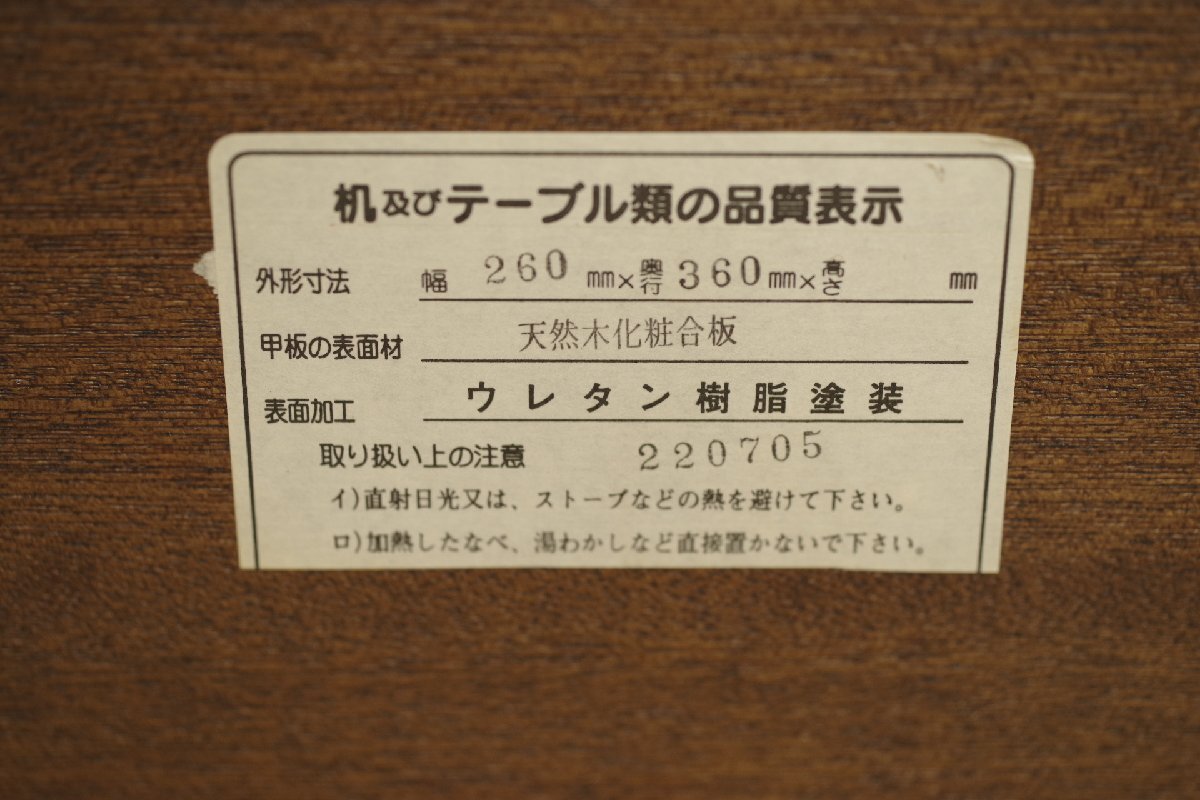 机及びテーブル類の品質表示
外形寸法 幅 260 mm×奥行 360 mm×高さ mm
甲板の表面材 天然木化粧合板
表面加工 ウレタン樹脂塗装
取り扱い上の注意 220705
イ)直射日光又は、ストーブなどの熱を避けて下さい。
ロ)加熱したなべ、湯わかしなど直接置かないで下さい。